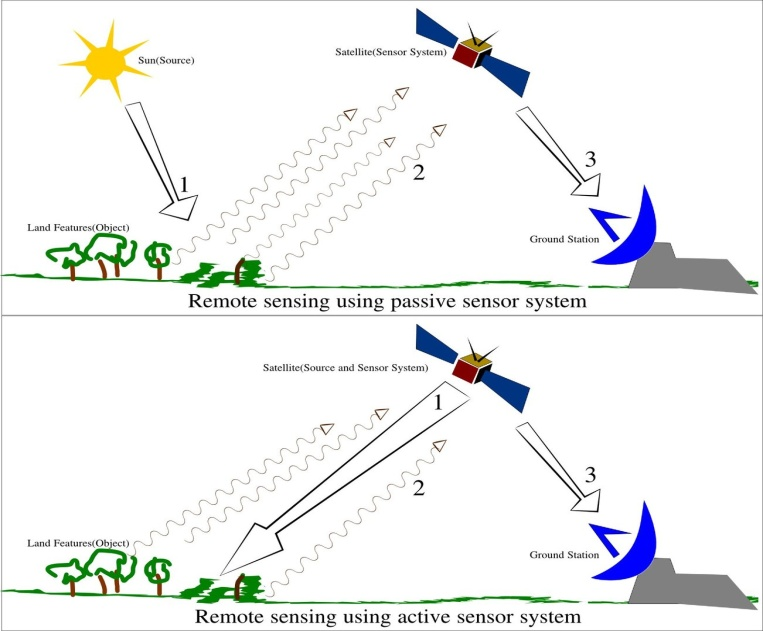 Sun(Source)
Satellite(Sensor System)
1
2
3
Land Features(Object)
Ground Station
Remote sensing using passive sensor system
Satellite(Source and Sensor System)
1
2
3
Land Features(Object)
Ground Station
Remote sensing using active sensor system